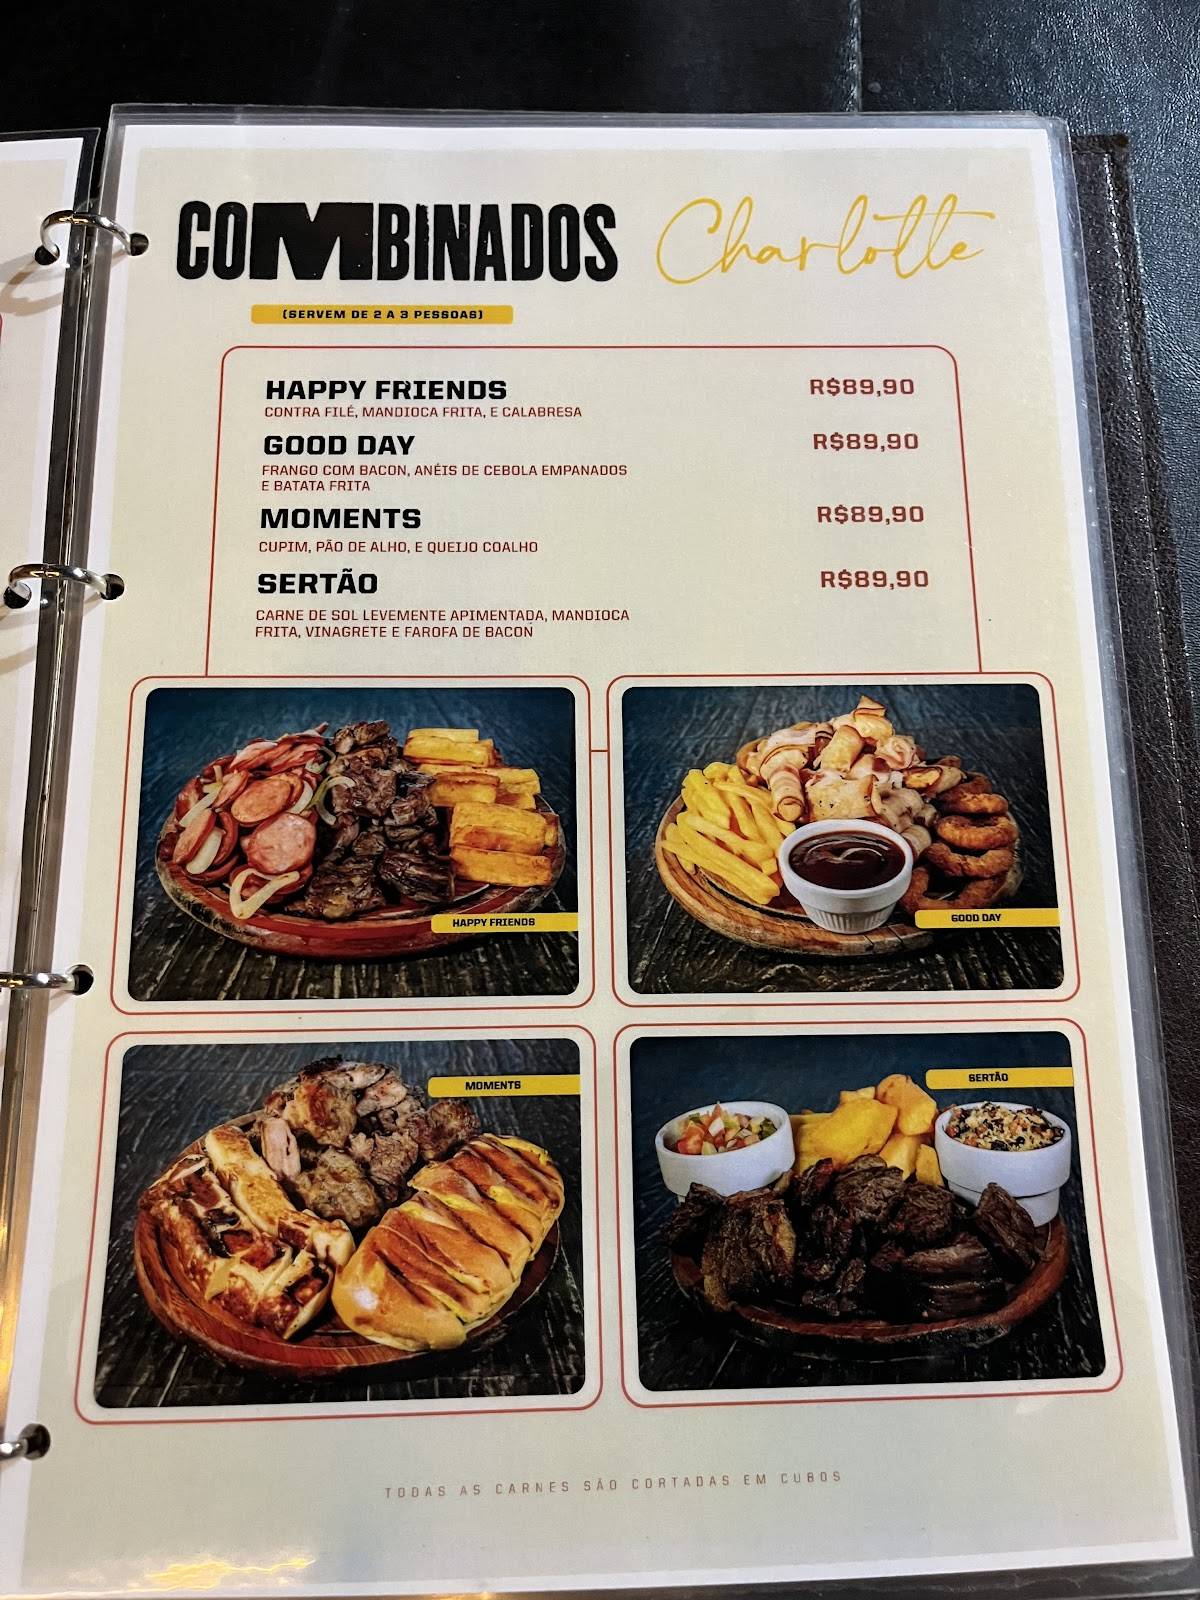 COMBINADOS Charlotte
(SERVEM DE 2 A 3 PESSOAS)
HAPPY FRIENDS R$89,90
CONTRA FILÉ, MANDIOCA FRITA, E CALABRESA
GOOD DAY R$89,90
FRANGO COM BACON, ANÉIS DE CEBOLA EMPANADOS
E BATATA FRITA
MOMENTS R$89,90
CUPIM, PÃO DE ALHO, E QUEIJO COALHO
SERTÃO R$89,90
CARNE DE SOL LEVEMENTE APIMENTADA, MANDIOCA
FRITA, VINAGRETE E FAROFA DE BACON
HAPPY FRIENDS
GOOD DAY
MOMENTS
SERTÃO
TODAS AS CARNES SÃO CORTADAS EM CUBOS